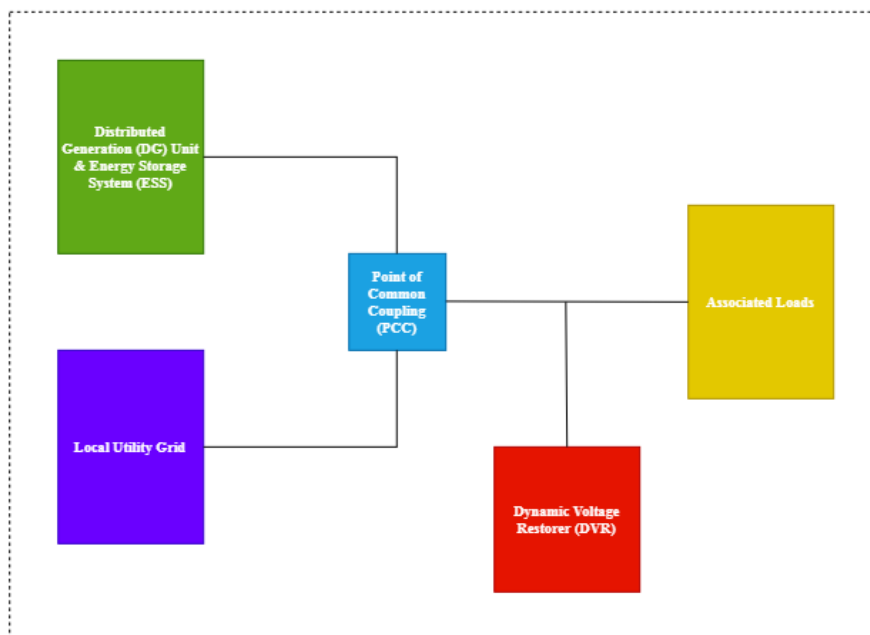 Distributed
Generation (DG) Unit
& Energy Storage
System (ESS)
Point of
Common
Coupling
(PCC)
Associated Loads
Local Utility Grid
Dynamic Voltage
Restorer (DVR)